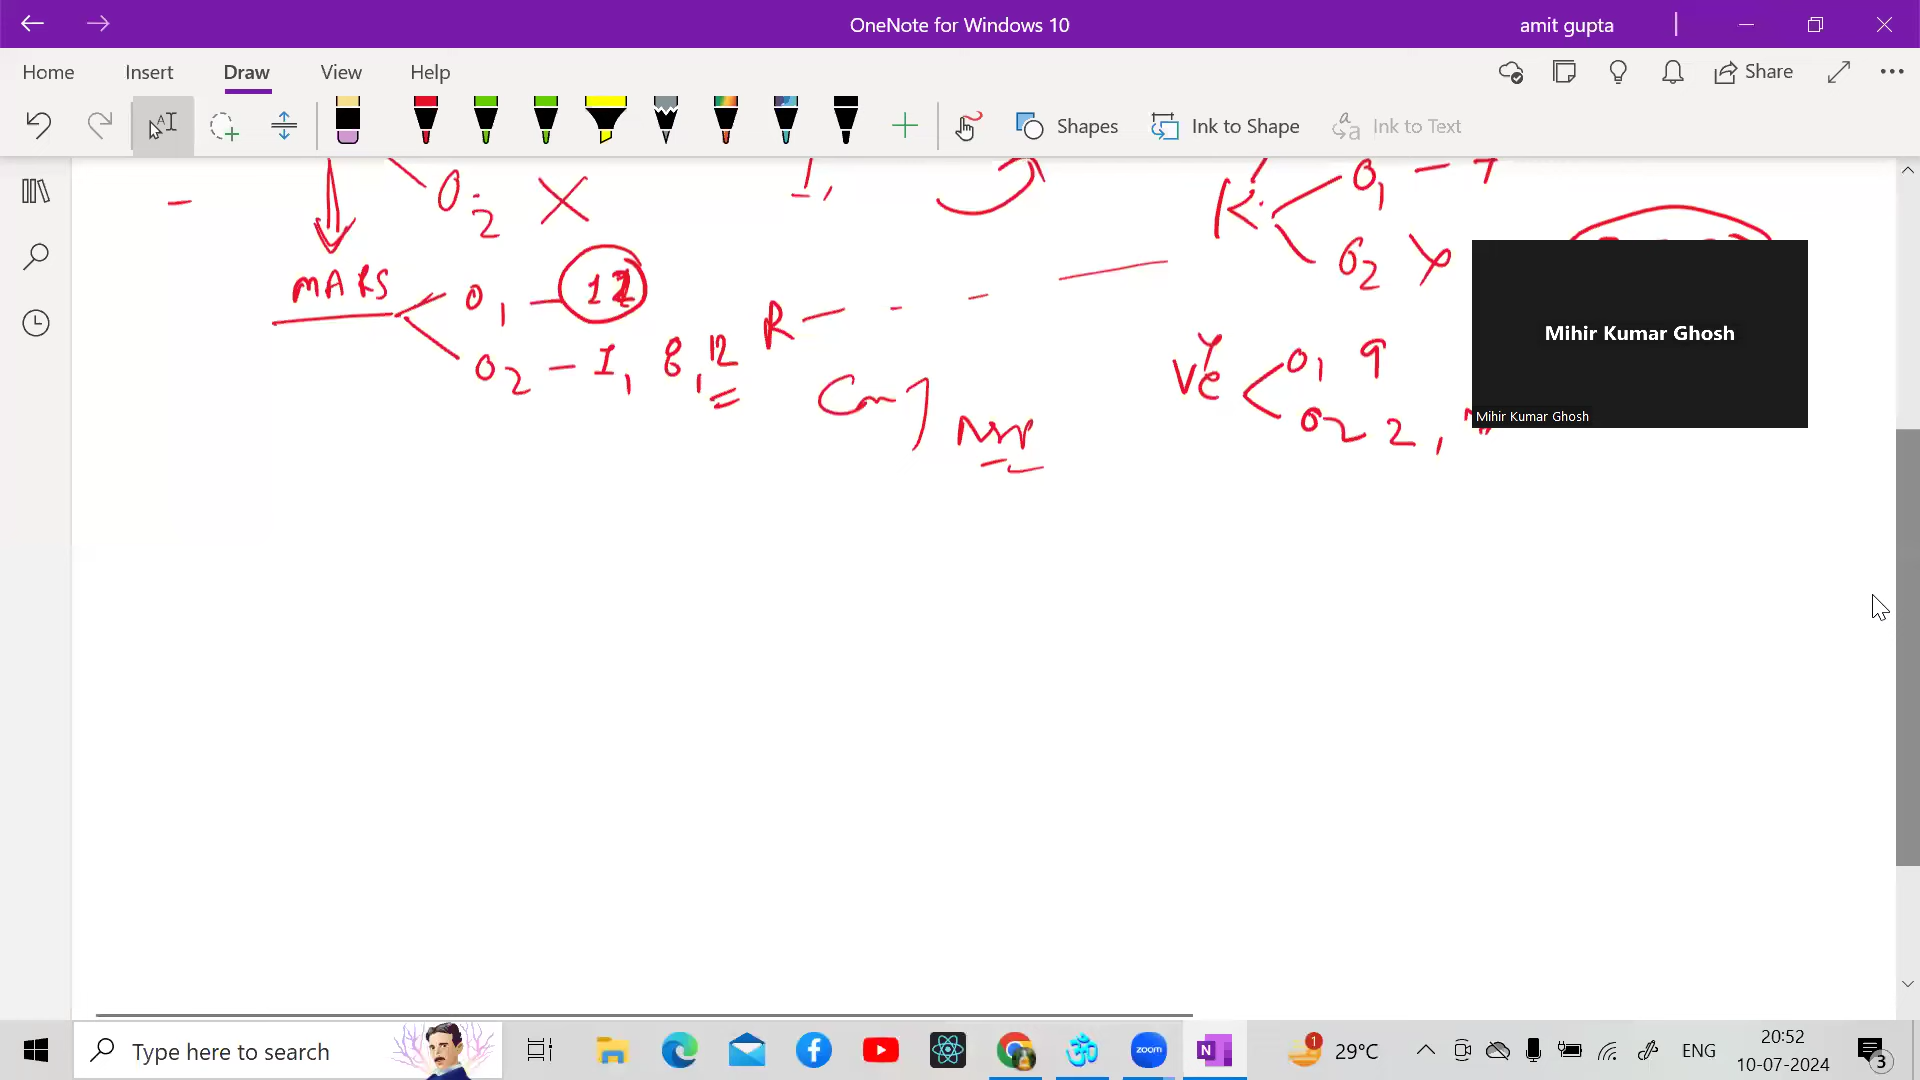 OneNote for Windows 10
amit gupta
Home Insert Draw View Help
Share
Shapes Ink to Shape Ink to Text
O2 X
I,
K O1 - 7
O2 X
MARS O1 - 12
O2 - I, 8, 12
R - - -
Ve O1 9
O2 2,
Mihir Kumar Ghosh
Mihir Kumar Ghosh
Type here to search
zoom
1
29°C
ENG
20:52
10-07-2024
3